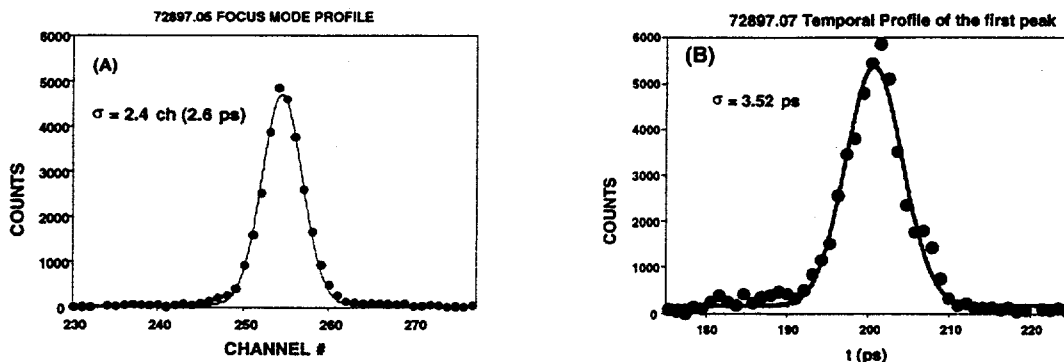 72897.05 FOCUS MODE PROFILE
(A)
σ = 2.4 ch (2.6 ps)
COUNTS
6000
5000
4000
3000
2000
1000
0
230
240
250
260
270
CHANNEL #
72897.07 Temporal Profile of the first peak
(B)
σ = 3.52 ps
COUNTS
6000
5000
4000
3000
2000
1000
0
180
190
200
210
220
t (ps)